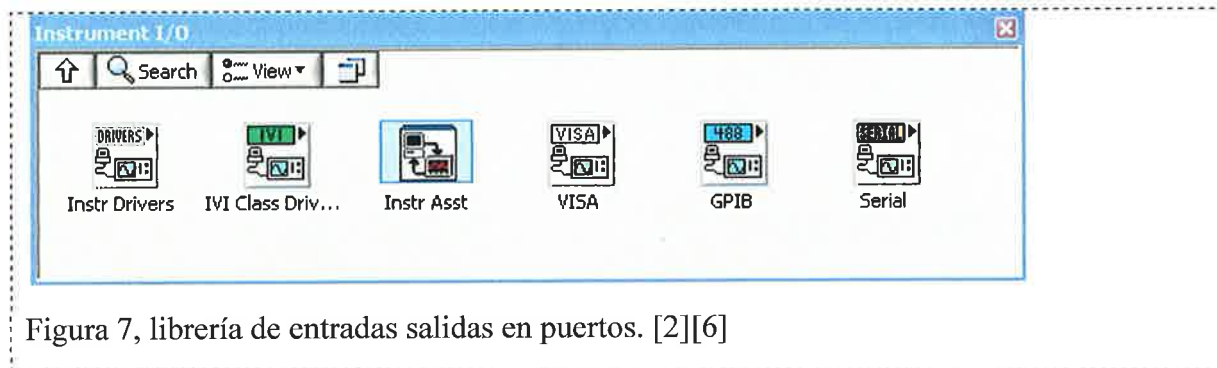 Instrument I/O
Search View
DRIVERS IVI VISA 488 SERIAL
Instr Drivers IVI Class Driv... Instr Asst VISA GPIB Serial
Figura 7, librería de entradas salidas en puertos. [2][6]